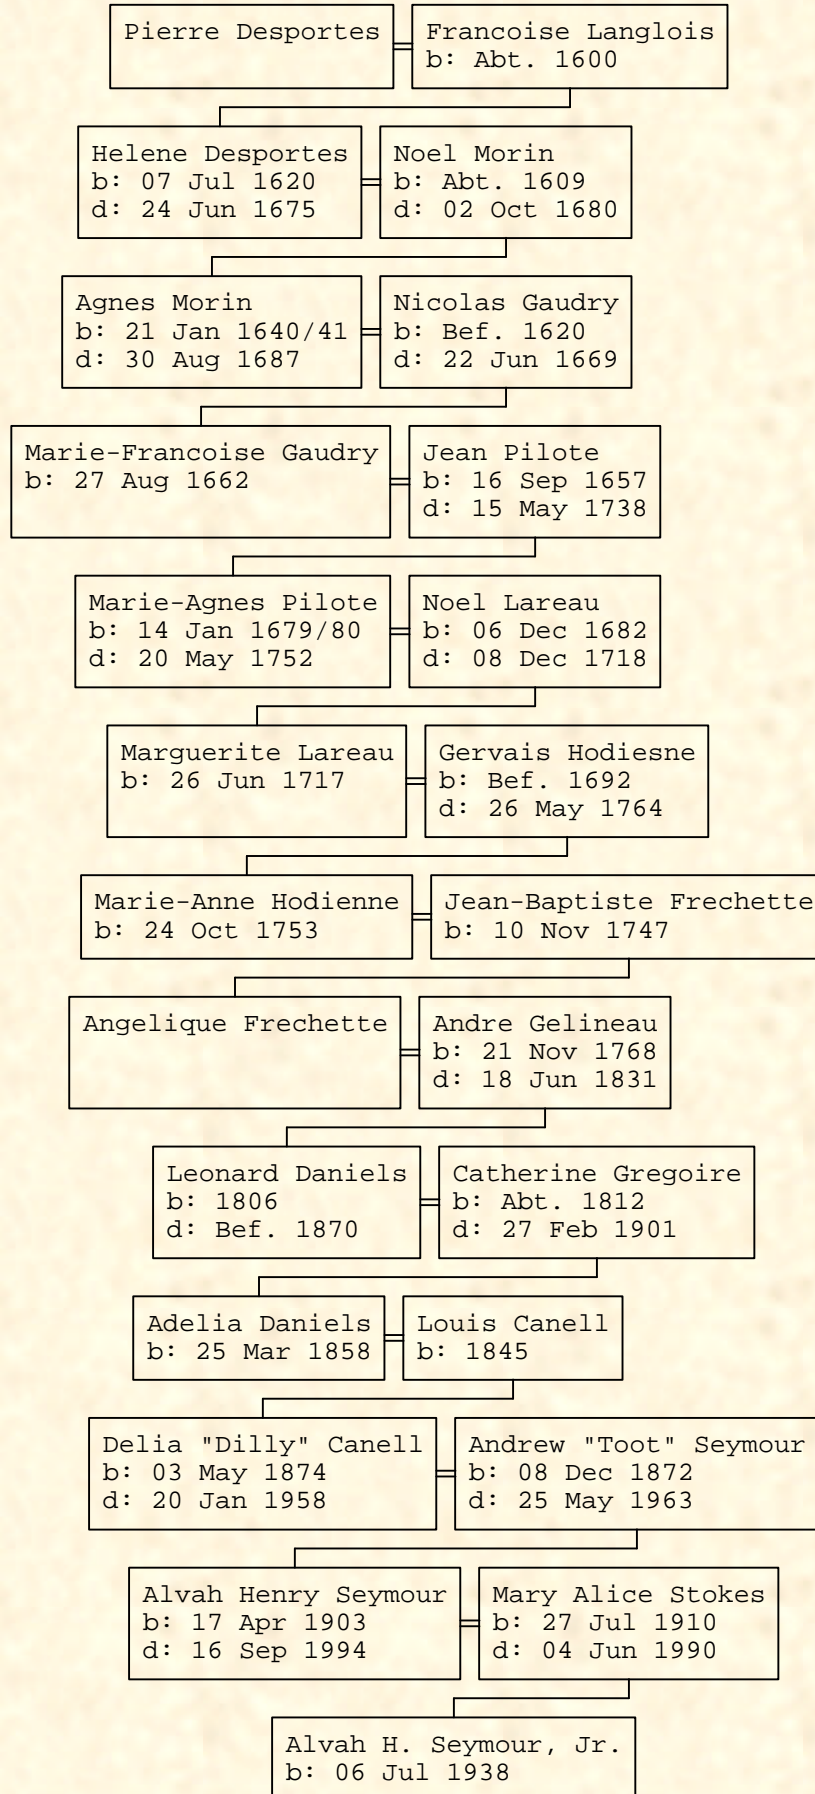 Pierre Desportes
Francoise Langlois
b: Abt. 1600
Helene Desportes
b: 07 Jul 1620
d: 24 Jun 1675
Noel Morin
b: Abt. 1609
d: 02 Oct 1680
Agnes Morin
b: 21 Jan 1640/41
d: 30 Aug 1687
Nicolas Gaudry
b: Bef. 1620
d: 22 Jun 1669
Marie-Francoise Gaudry
b: 27 Aug 1662
Jean Pilote
b: 16 Sep 1657
d: 15 May 1738
Marie-Agnes Pilote
b: 14 Jan 1679/80
d: 20 May 1752
Noel Lareau
b: 06 Dec 1682
d: 08 Dec 1718
Marguerite Lareau
b: 26 Jun 1717
Gervais Hodiesne
b: Bef. 1692
d: 26 May 1764
Marie-Anne Hodienne
b: 24 Oct 1753
Jean-Baptiste Frechette
b: 10 Nov 1747
Angelique Frechette
Andre Gelineau
b: 21 Nov 1768
d: 18 Jun 1831
Leonard Daniels
b: 1806
d: Bef. 1870
Catherine Gregoire
b: Abt. 1812
d: 27 Feb 1901
Adelia Daniels
b: 25 Mar 1858
Louis Canell
b: 1845
Delia "Dilly" Canell
b: 03 May 1874
d: 20 Jan 1958
Andrew "Toot" Seymour
b: 08 Dec 1872
d: 25 May 1963
Alvah Henry Seymour
b: 17 Apr 1903
d: 16 Sep 1994
Mary Alice Stokes
b: 27 Jul 1910
d: 04 Jun 1990
Alvah H. Seymour, Jr.
b: 06 Jul 1938